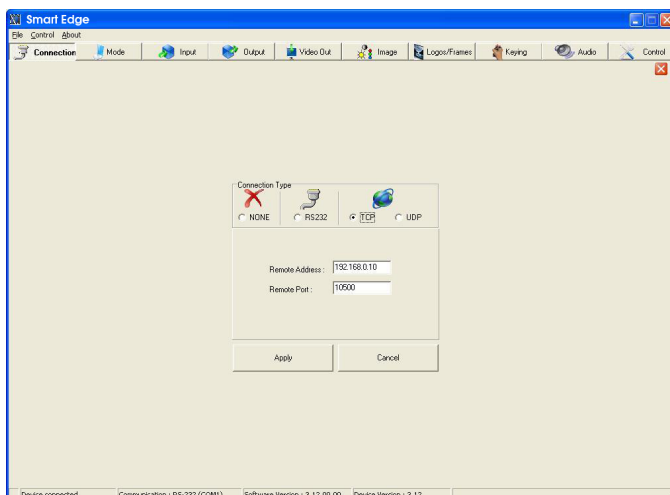 Smart Edge
File Control About
Connection Mode Input Output Video Out Image Logos/Frames Keying Audio Control
Connection Type
NONE RS232 TCP UDP
Remote Address : 192.168.0.10
Remote Port : 10500
Apply Cancel
Device connected Communication : RS-232 (COM1) Software Version : 3.12.00.00 Device Version : 3.12